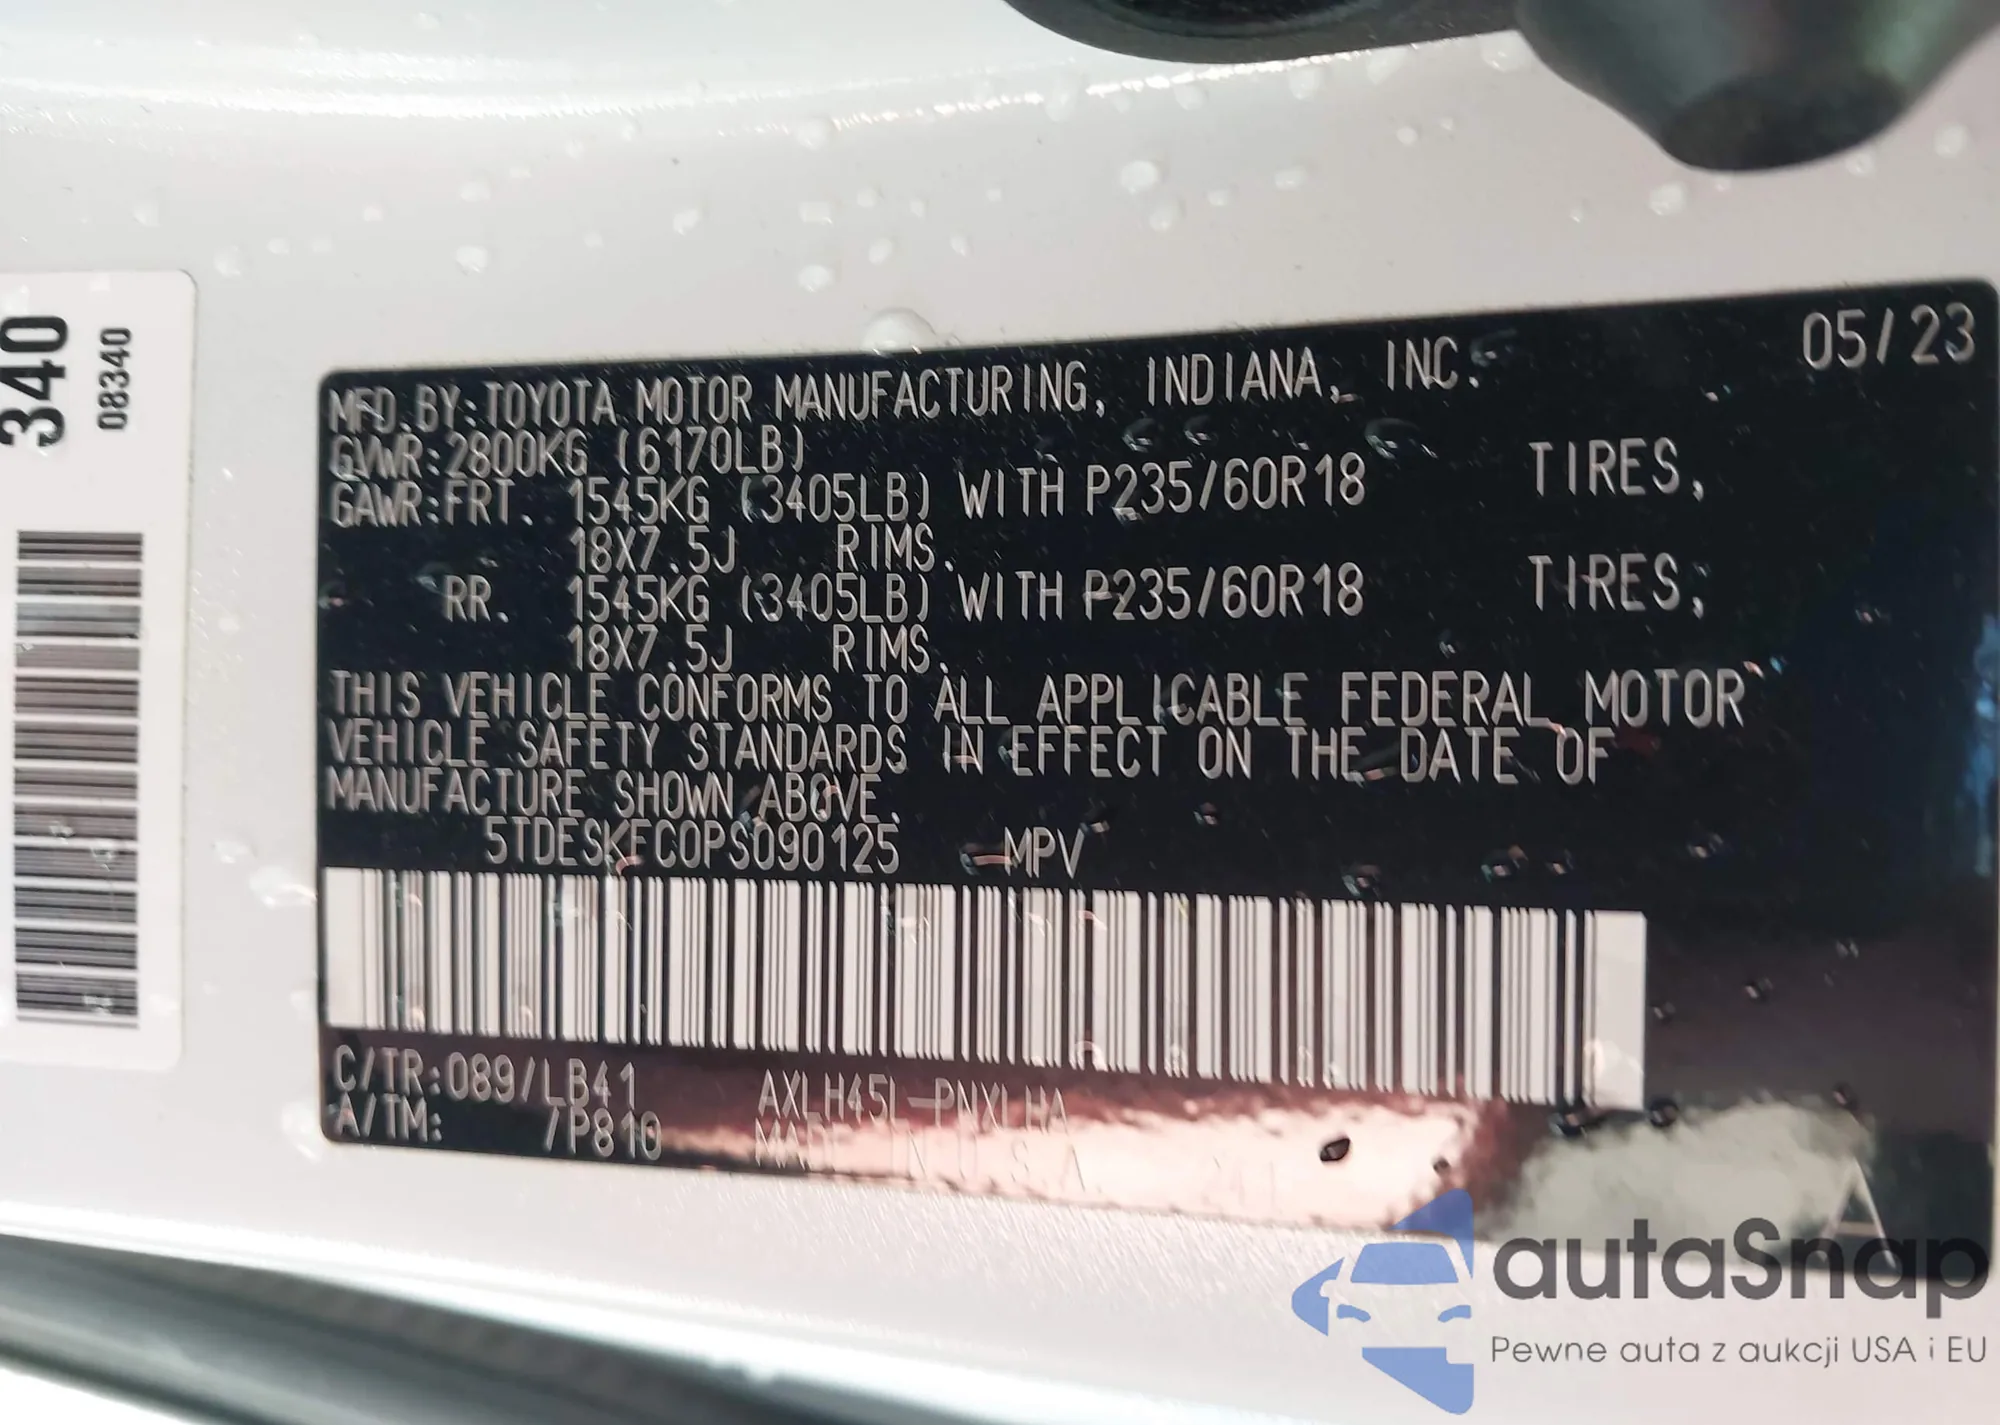 340
08340
05/23
MFD.BY:TOYOTA MOTOR MANUFACTURING, INDIANA, INC.
GVWR:2800KG (6170LB)
GAWR:FRT. 1545KG (3405LB) WITH P235/60R18 TIRES,
18X7.5J RIMS.
RR. 1545KG (3405LB) WITH P235/60R18 TIRES,
18X7.5J RIMS.
THIS VEHICLE CONFORMS TO ALL APPLICABLE FEDERAL MOTOR
VEHICLE SAFETY STANDARDS IN EFFECT ON THE DATE OF
MANUFACTURE SHOWN ABOVE.
5TDESKFC0PS090125 MPV
C/TR:089/LB41 AXLH45L-PNXLHA
A/TM: /P810 MADE IN U.S.A.
A
autaSnap
Pewne auta z aukcji USA i EU